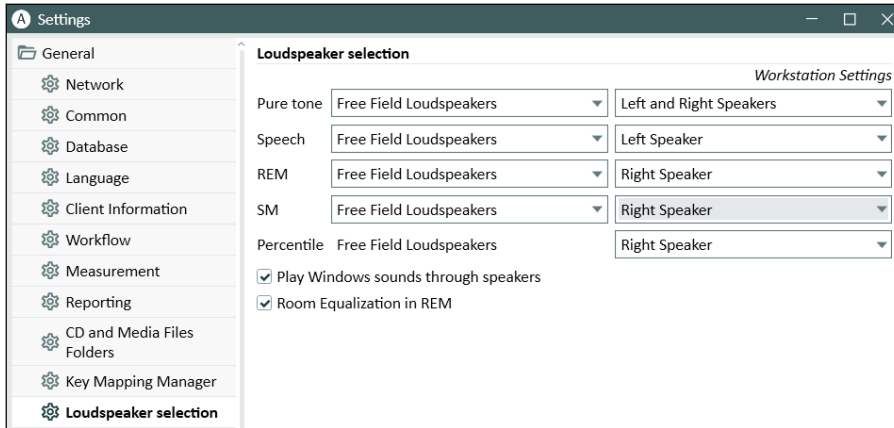 A Settings
General
Network
Common
Database
Language
Client Information
Workflow
Measurement
Reporting
CD and Media Files
Folders
Key Mapping Manager
Loudspeaker selection
Loudspeaker selection
Workstation Settings
Pure tone Free Field Loudspeakers Left and Right Speakers
Speech Free Field Loudspeakers Left Speaker
REM Free Field Loudspeakers Right Speaker
SM Free Field Loudspeakers Right Speaker
Percentile Free Field Loudspeakers Right Speaker
Play Windows sounds through speakers
Room Equalization in REM